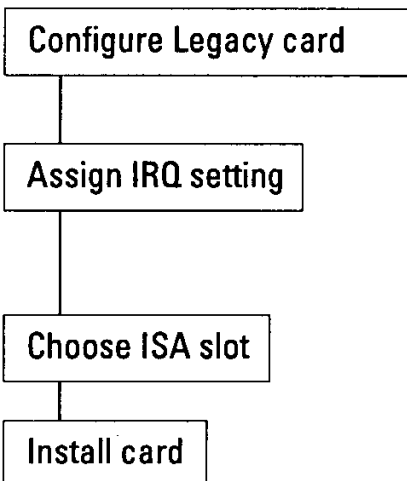 Configure Legacy card
Assign IRQ setting
Choose ISA slot
Install card